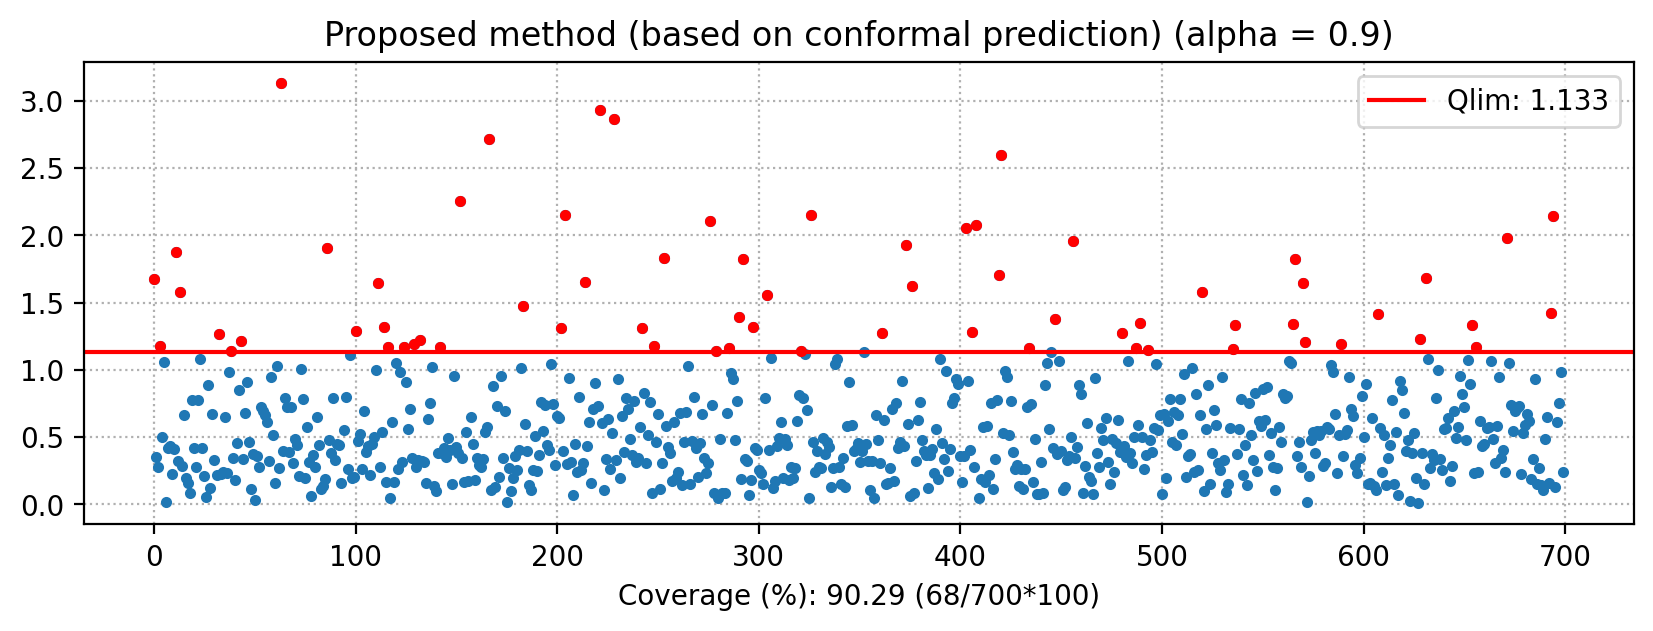 Proposed method (based on conformal prediction) (alpha = 0.9)
Qlim: 1.133
3.0
2.5
2.0
1.5
1.0
0.5
0.0
0 100 200 300 400 500 600 700
Coverage (%): 90.29 (68/700*100)